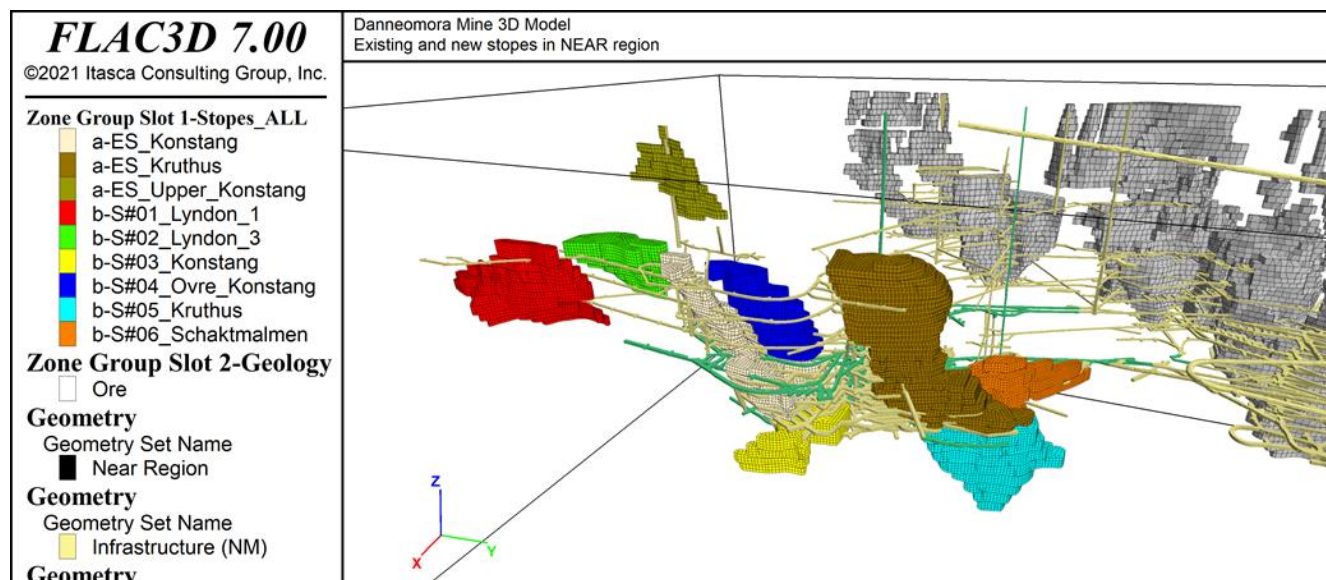 FLAC3D 7.00
©2021 Itasca Consulting Group, Inc.
Zone Group Slot 1-Stopes_ALL
a-ES_Konstang
a-ES_Kruthus
a-ES_Upper_Konstang
b-S#01_Lyndon_1
b-S#02_Lyndon_3
b-S#03_Konstang
b-S#04_Ovre_Konstang
b-S#05_Kruthus
b-S#06_Schaktmalmen
Zone Group Slot 2-Geology
Ore
Geometry
Geometry Set Name
Near Region
Geometry
Geometry Set Name
Infrastructure (NM)
Geometry
Danneomora Mine 3D Model
Existing and new stopes in NEAR region
Z
X
Y